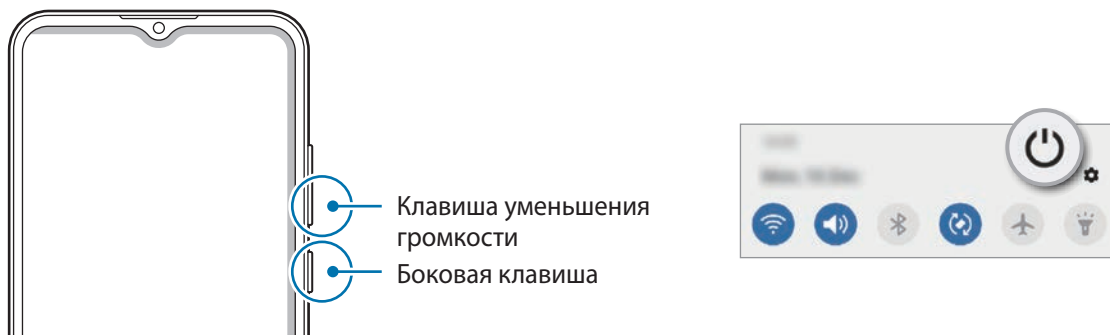 Клавиша уменьшения
громкости
Боковая клавиша